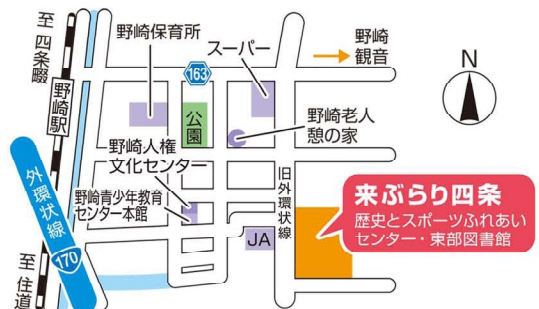 至
四条畷
野崎駅
野崎保育所
163
スーパー
野崎
観音
N
公園
野崎老人
憩の家
野崎人権
文化センター
野崎青少年教育
センター本館
旧外環状線
外環状線
170
JA
来ぶらり四条
歴史とスポーツふれあい
センター・東部図書館
至
住道